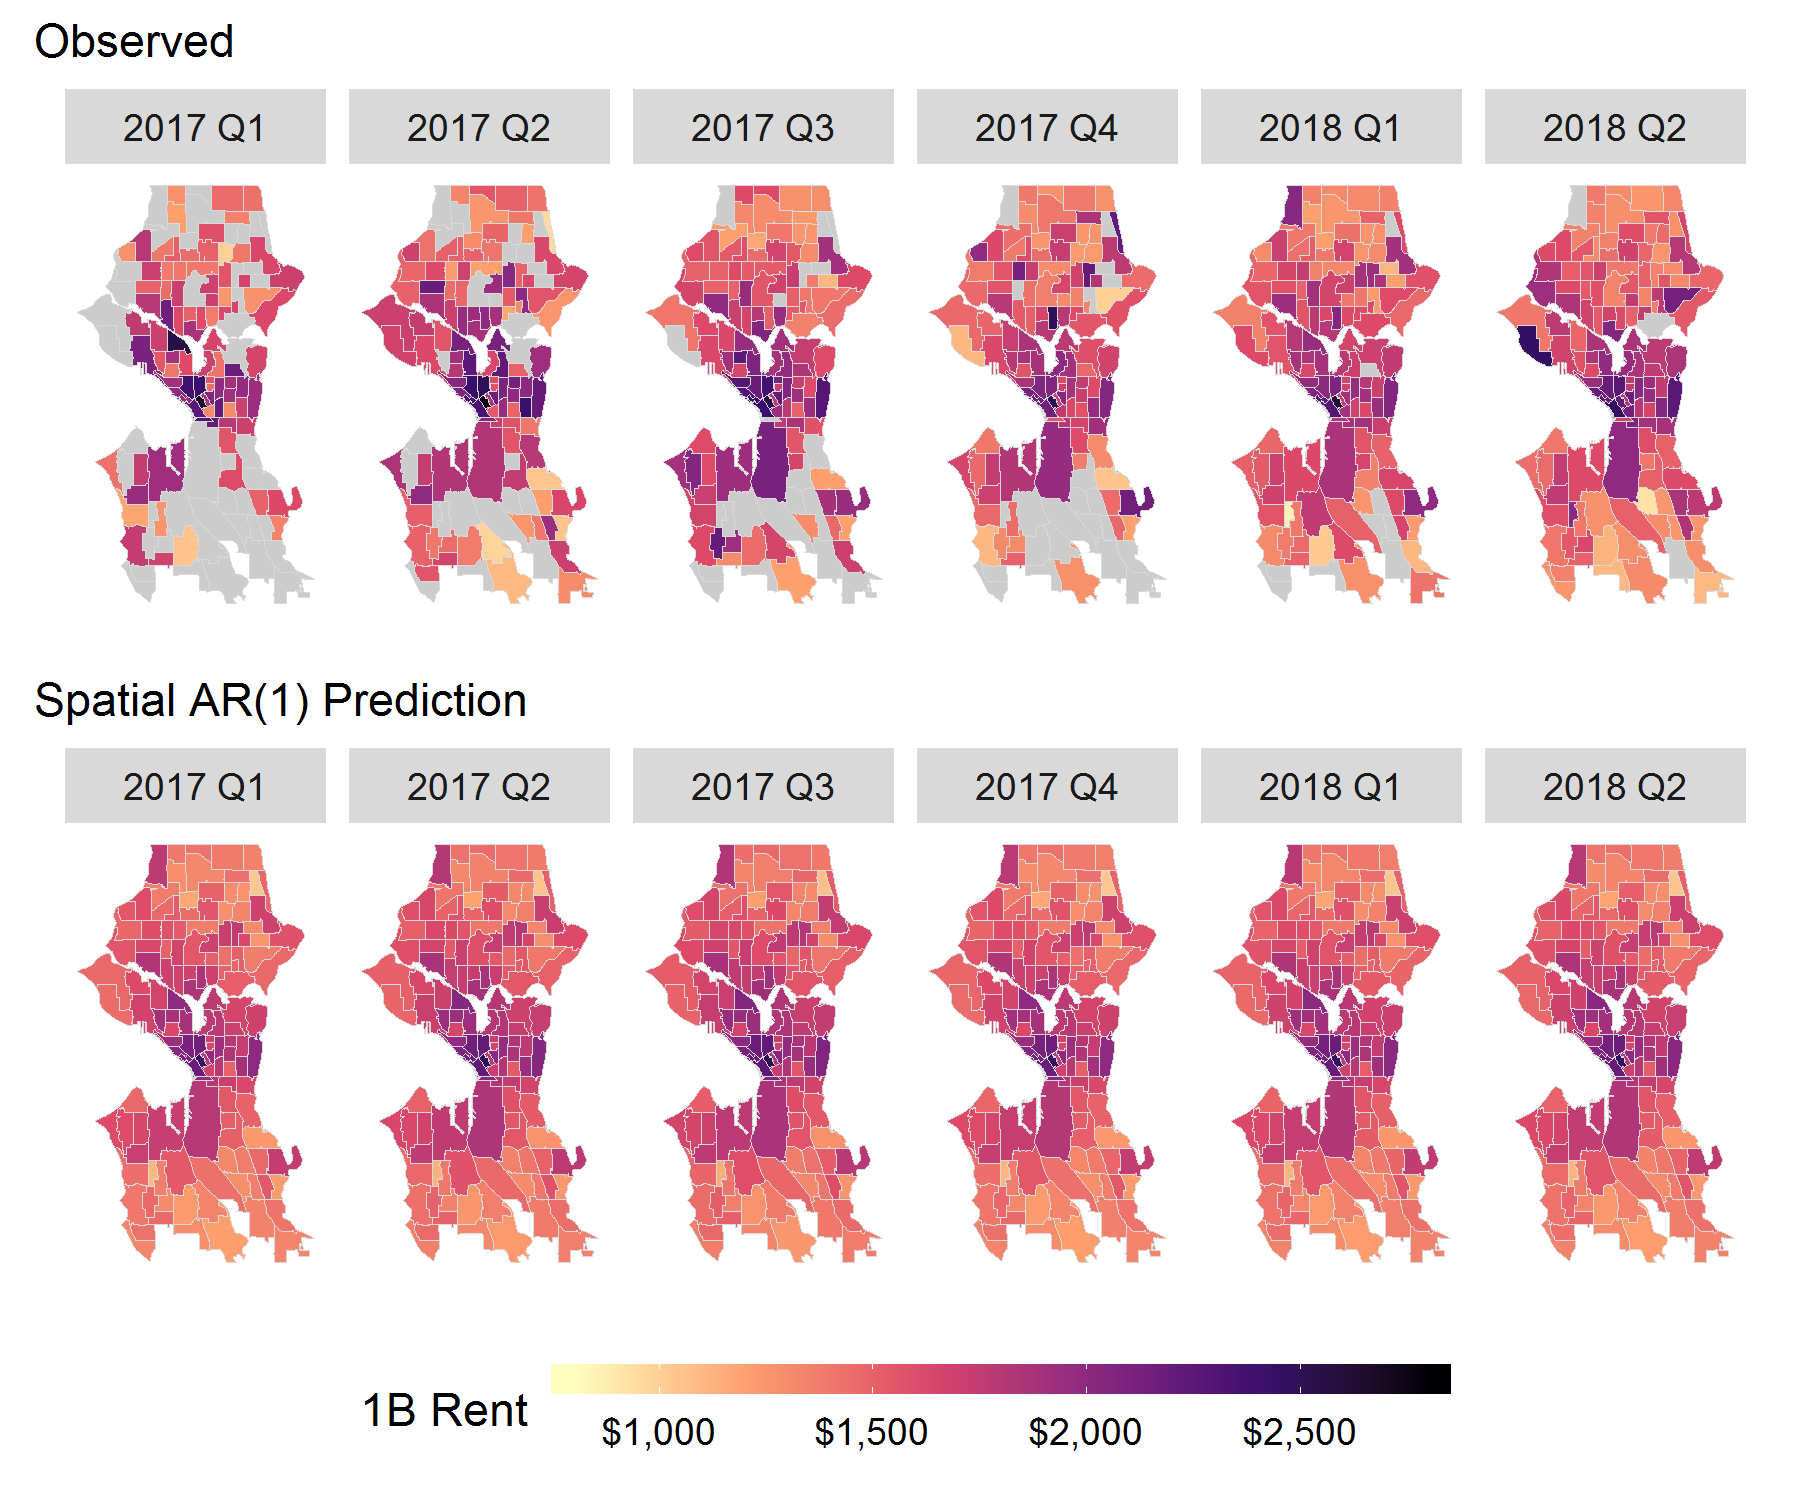 Observed
2017 Q1 2017 Q2 2017 Q3 2017 Q4 2018 Q1 2018 Q2
Spatial AR(1) Prediction
2017 Q1 2017 Q2 2017 Q3 2017 Q4 2018 Q1 2018 Q2
1B Rent
$1,000 $1,500 $2,000 $2,500